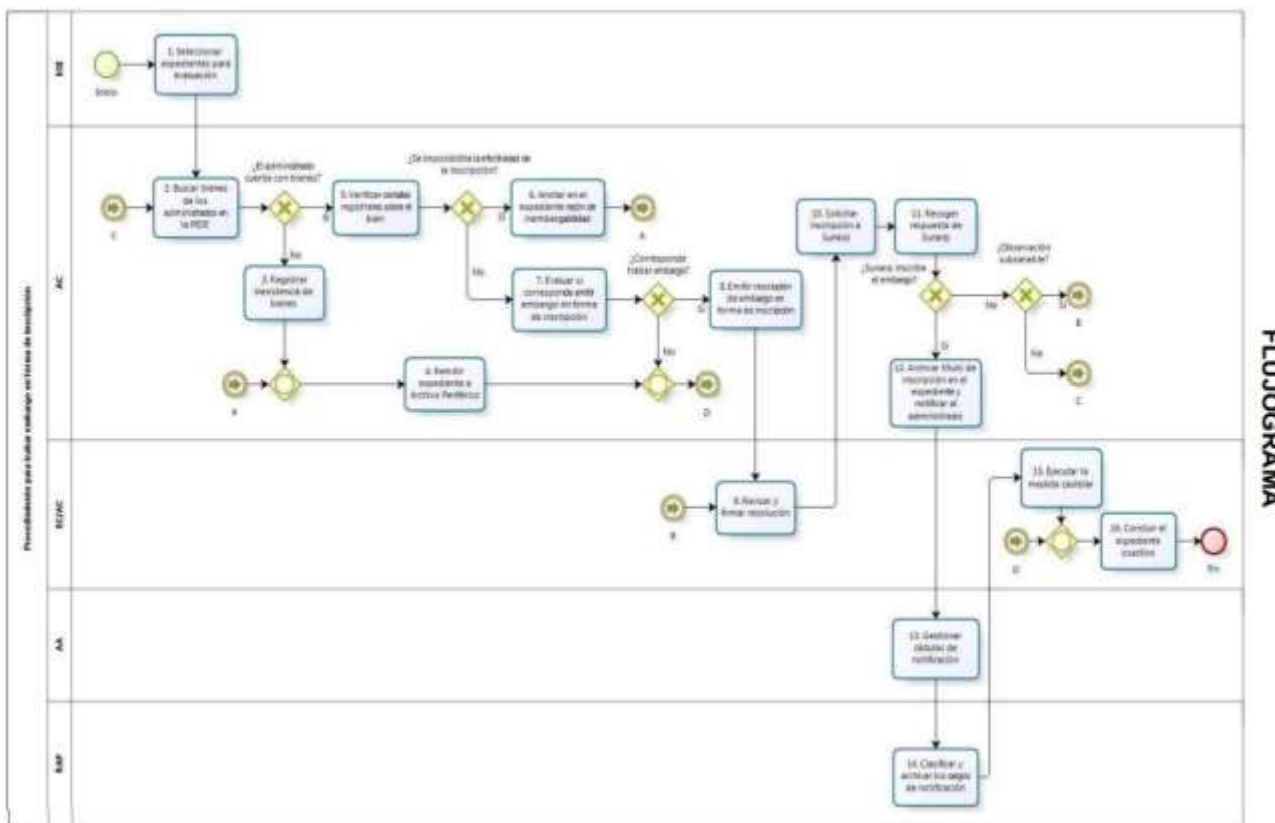 FLUJOGRAMA
Procedimiento para trabar embargo en forma de inscripción
AC
EC/AC
AA
RAP
Inicio
1. Seleccionar
expedientes para
evaluación
C
2. Buscar bienes
de los
administrados en
la
¿El administrado
cuenta con bienes?
Si
No
3. Registrar
inexistencia de
bienes
A
4. Remitir
expediente a
Archivo Periférico
5. Verificar
registrales sobre el
bien
¿Se imposibilita la efectividad de
la inscripción?
Si
No
6. Anotar en el
expediente razón de
inembargabilidad
A
7. Evaluar si
corresponde emitir
embargo en forma
de inscripción
¿Corresponde
trabar embargo?
Si
No
D
8. Emitir resolución
de embargo en
forma de inscripción
B
9. Revisar y
firmar resolución
10. Solicitar
inscripción a
Sunarp
11. Recoger
respuesta de
Sunarp
¿Sunarp inscribe
el embargo?
No
Si
¿Observación
subsanable?
Si
B
No
C
12. Archivar título de
inscripción en el
expediente y
notificar al
administrado
13. Gestionar
cédulas de
notificación
14. Clasificar y
archivar los cargos
de notificación
15. Ejecutar la
medida cautelar
D
16. Concluir el
expediente
coactivo
Fin